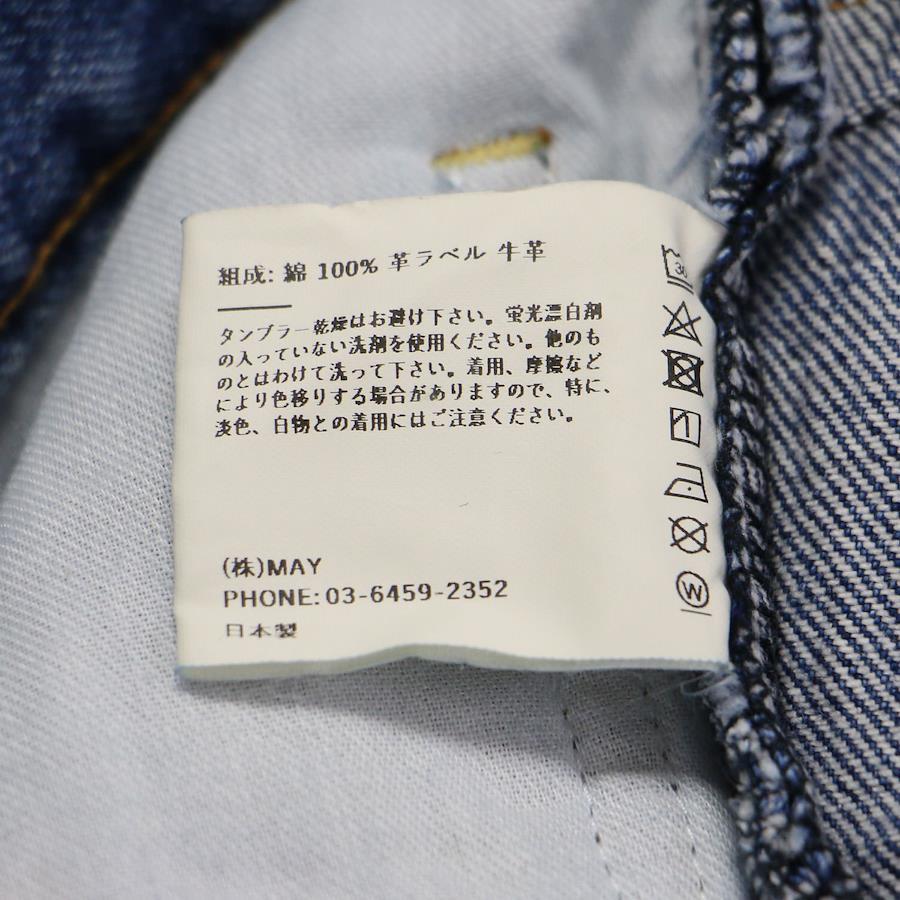 組成: 綿 100% 革ラベル 牛革
タンブラー乾燥はお避け下さい。蛍光漂白剤
の入っていない洗剤を使用ください。他のも
のとはわけて洗って下さい。着用、摩擦など
により色移りする場合がありますので、特に、
淡色、白物との着用にはご注意ください。
30
W
(株)MAY
PHONE: 03-6459-2352
日本製